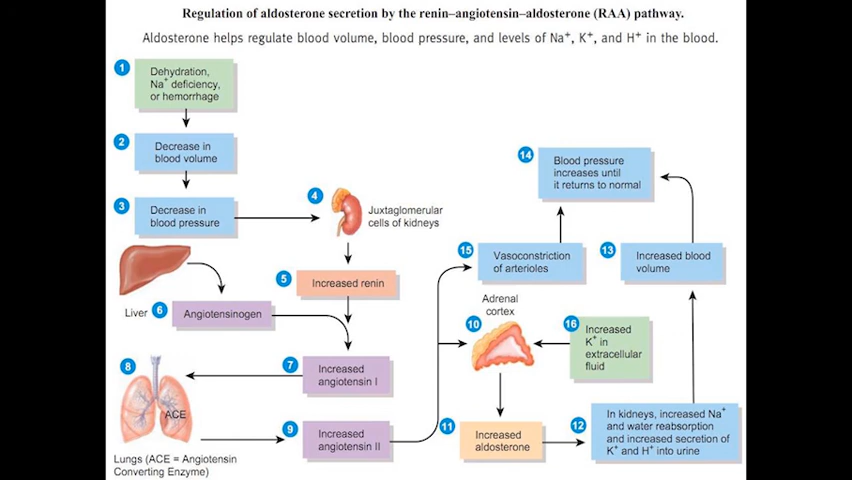 Regulation of aldosterone secretion by the renin–angiotensin–aldosterone (RAA) pathway.
Aldosterone helps regulate blood volume, blood pressure, and levels of Na+, K+, and H+ in the blood.
1
Dehydration,
Na+ deficiency,
or hemorrhage
2
Decrease in
blood volume
3
Decrease in
blood pressure
4
Juxtaglomerular
cells of kidneys
5
Increased renin
Liver
6
Angiotensinogen
7
Increased
angiotensin I
8
ACE
Lungs (ACE = Angiotensin
Converting Enzyme)
9
Increased
angiotensin II
Adrenal
cortex
10
11
Increased
aldosterone
12
In kidneys, increased Na+
and water reabsorption
and increased secretion of
K+ and H+ into urine
13
Increased blood
volume
14
Blood pressure
increases until
it returns to normal
15
Vasoconstriction
of arterioles
16
Increased
K+ in
extracellular
fluid